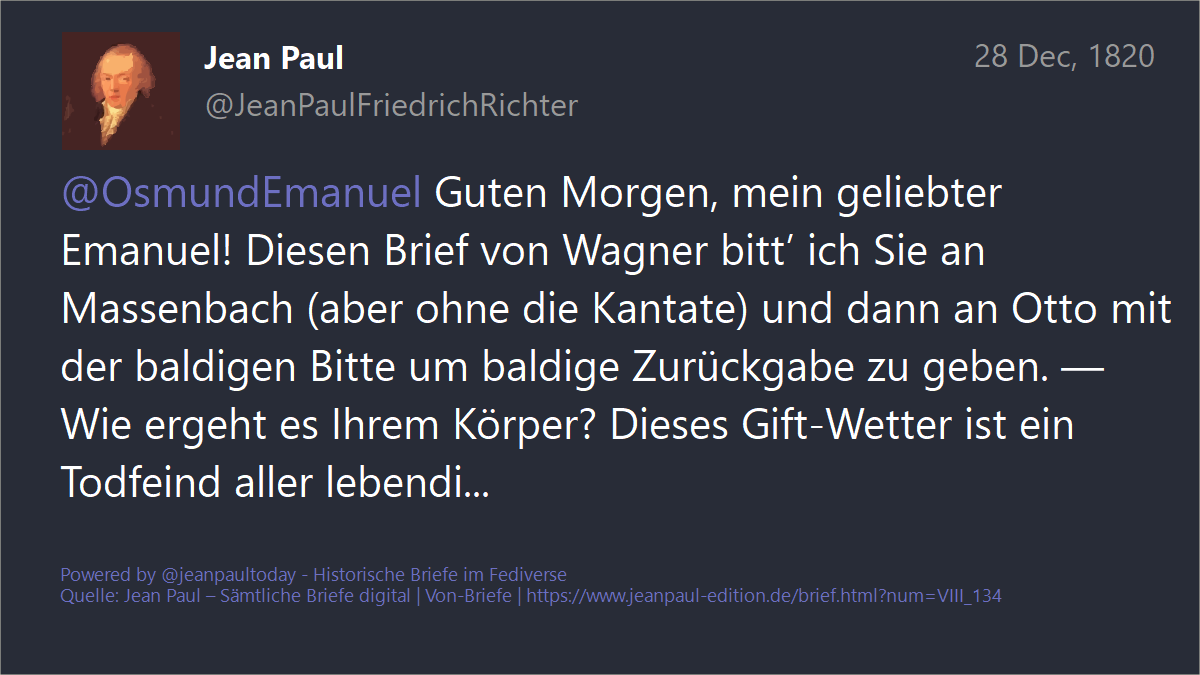 Jean Paul
28 Dec, 1820
@JeanPaulFriedrichRichter
@OsmundEmanuel Guten Morgen, mein geliebter
Emanuel! Diesen Brief von Wagner bitt’ ich Sie an
Massenbach (aber ohne die Kantate) und dann an Otto mit
der baldigen Bitte um baldige Zurückgabe zu geben. —
Wie ergeht es Ihrem Körper? Dieses Gift-Wetter ist ein
Todfeind aller lebendi...
Powered by @jeanpaultoday - Historische Briefe im Fediverse
Quelle: Jean Paul – Sämtliche Briefe digital | Von-Briefe | https://www.jeanpaul-edition.de/brief.html?num=VIII_134